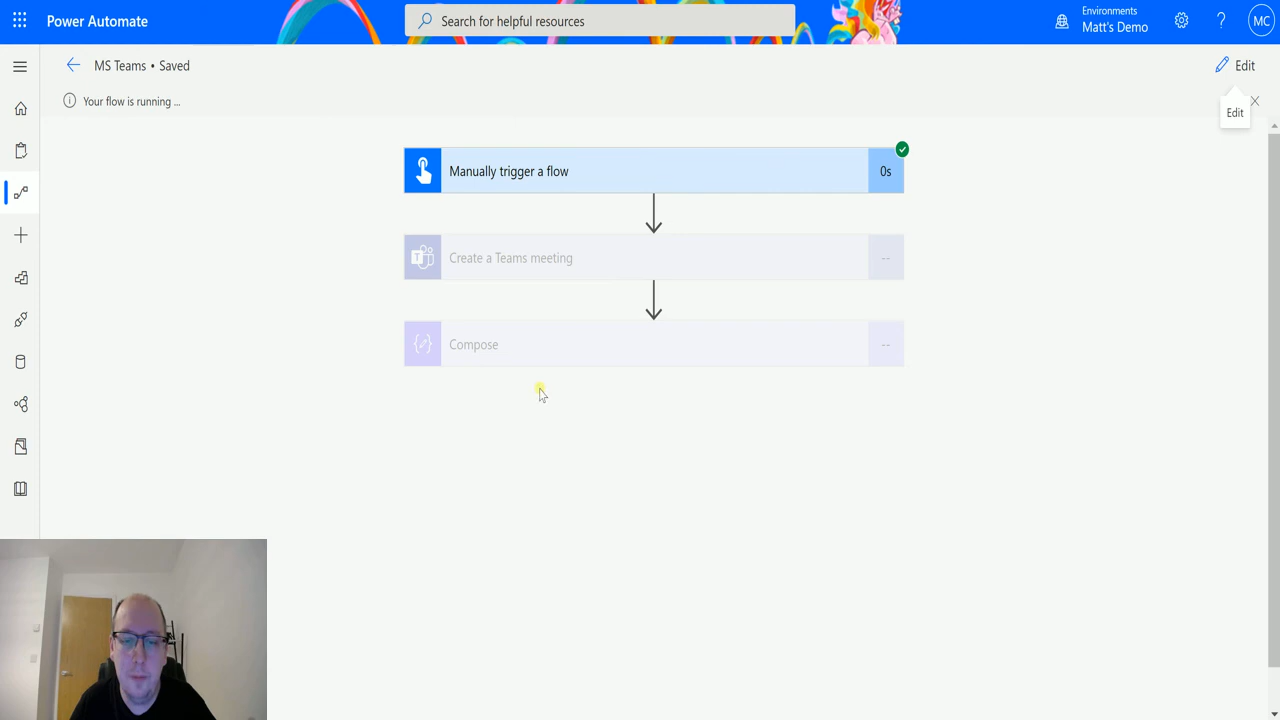 Power Automate
Search for helpful resources
Environments
Matt's Demo
MC
MS Teams • Saved
Edit
Your flow is running ...
Edit
Manually trigger a flow
0s
Create a Teams meeting
--
Compose
--